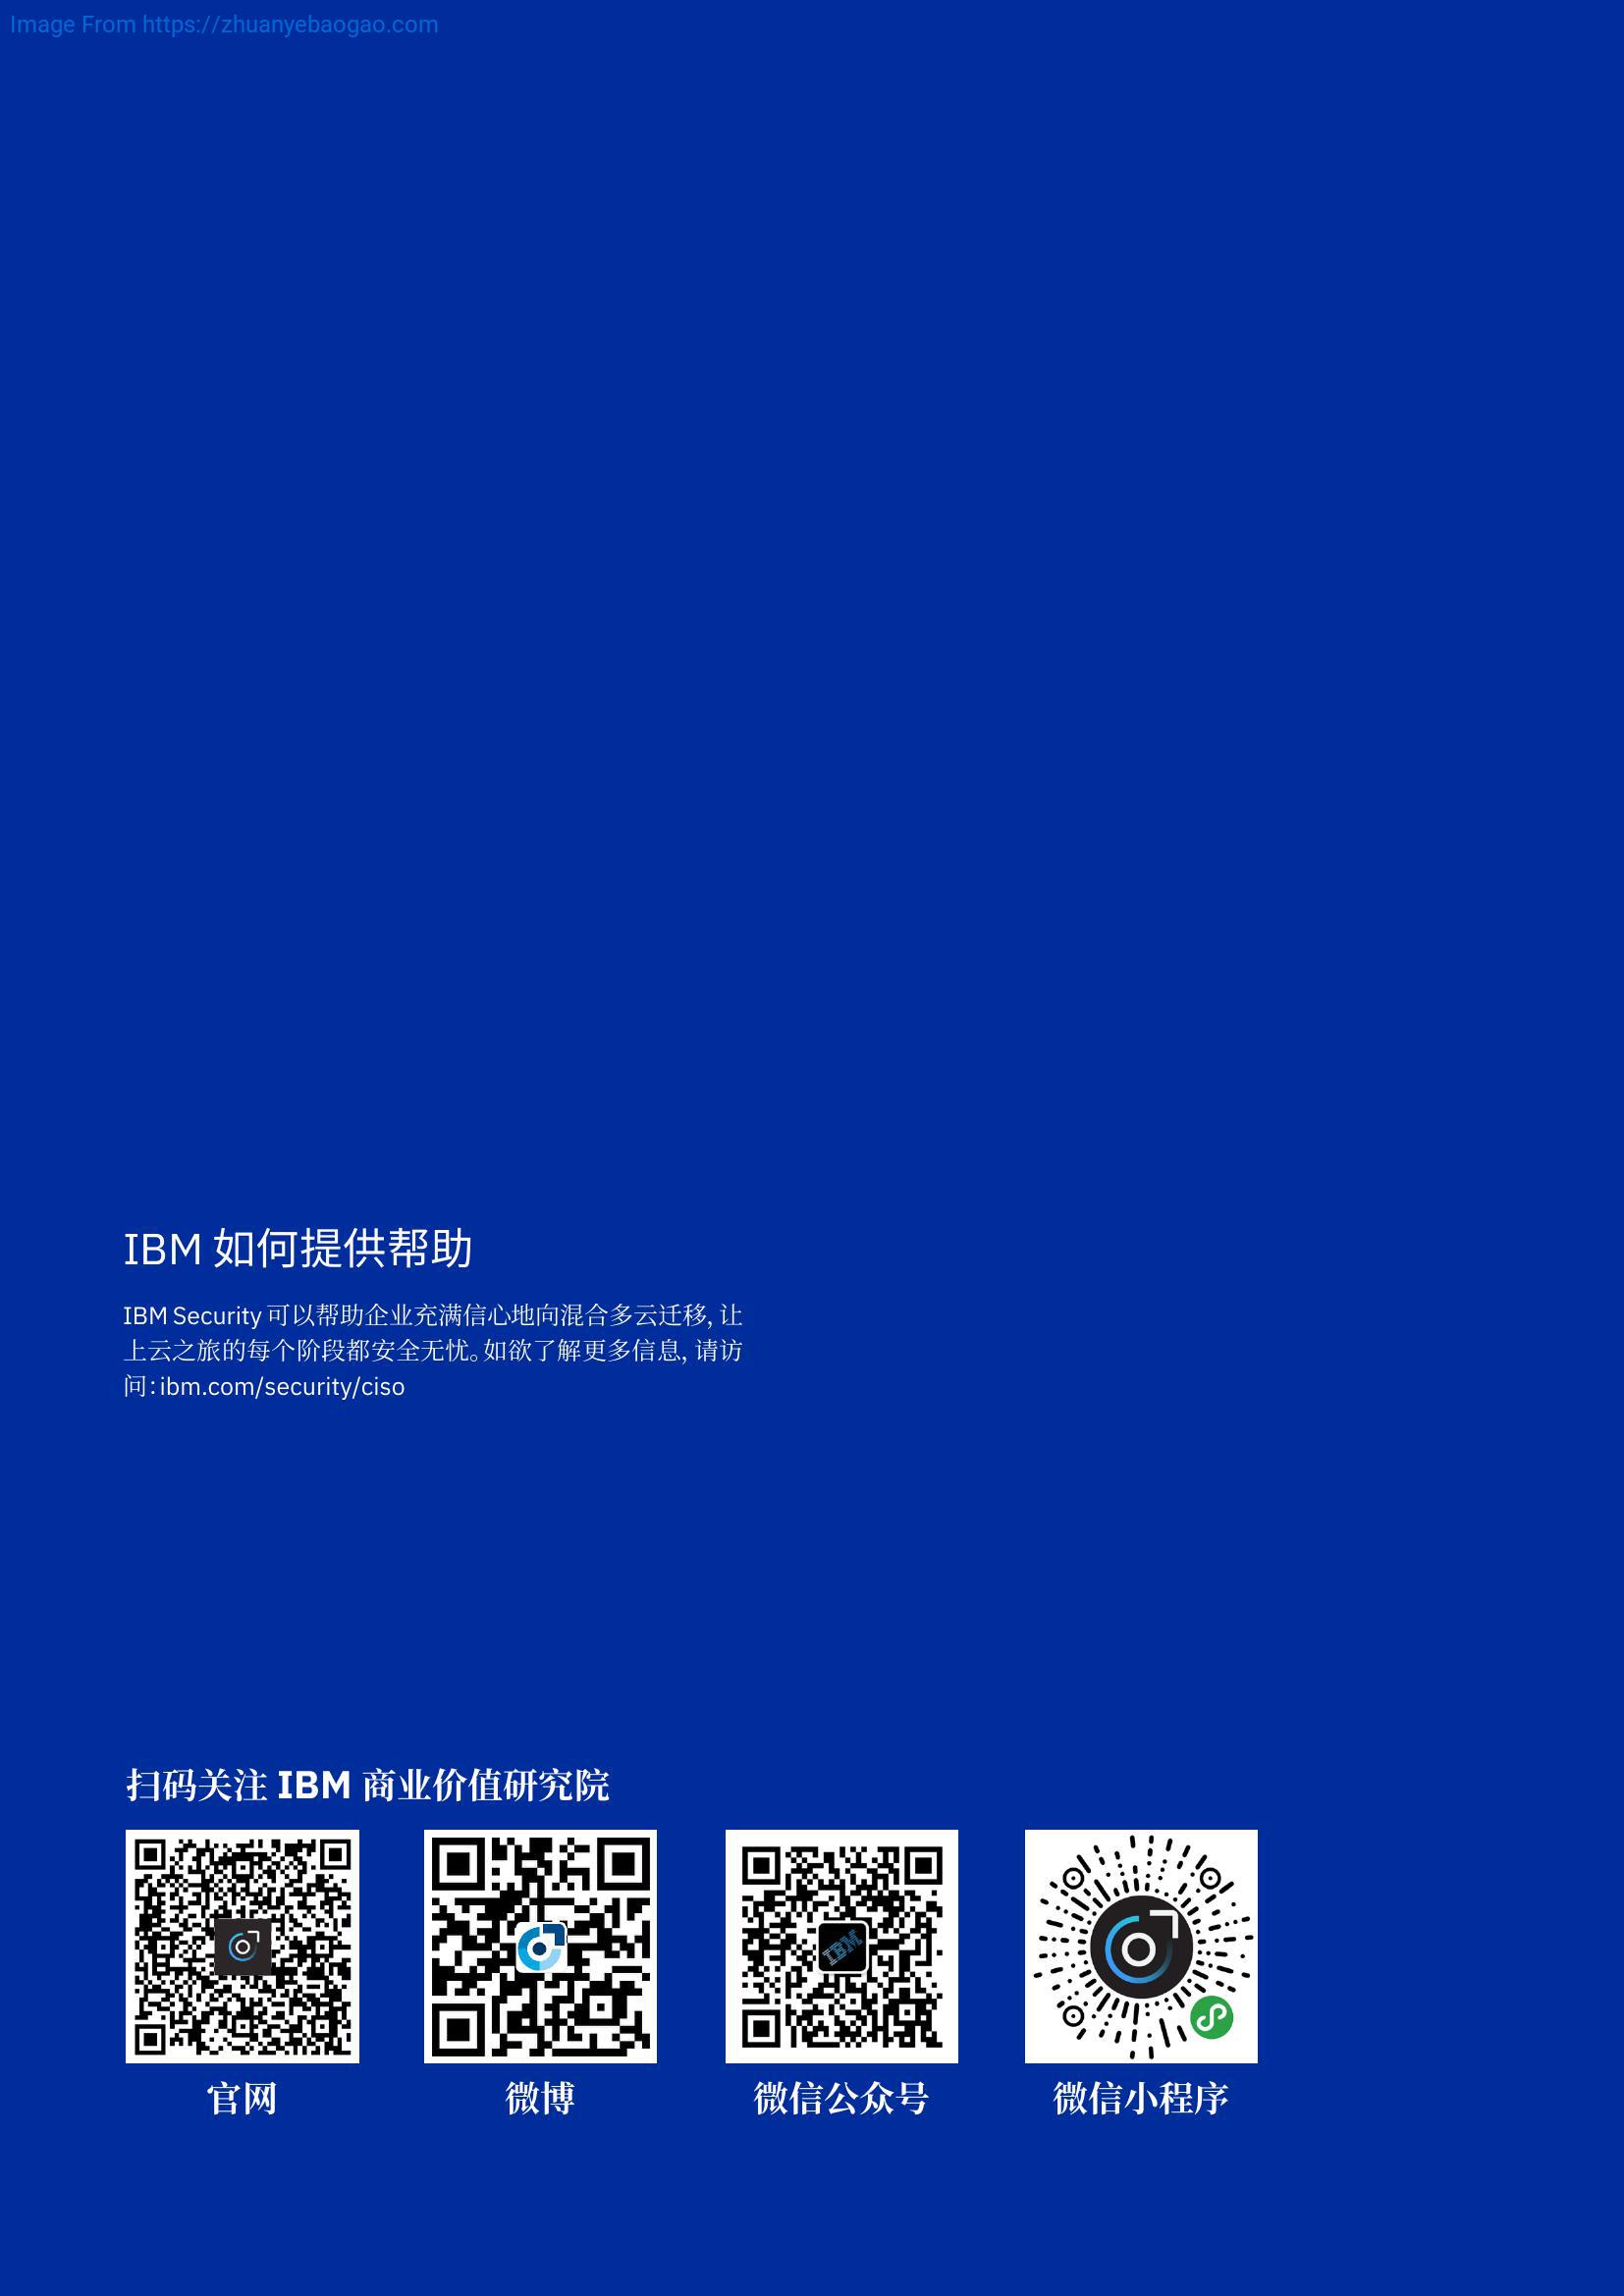 Image From https://zhuanyebaogao.com
IBM 如何提供帮助
IBM Security 可以帮助企业充满信心地向混合多云迁移，让
上云之旅的每个阶段都安全无忧。如欲了解更多信息，请访
问：ibm.com/security/ciso
扫码关注 IBM 商业价值研究院
IBM
官网 微博 微信公众号 微信小程序